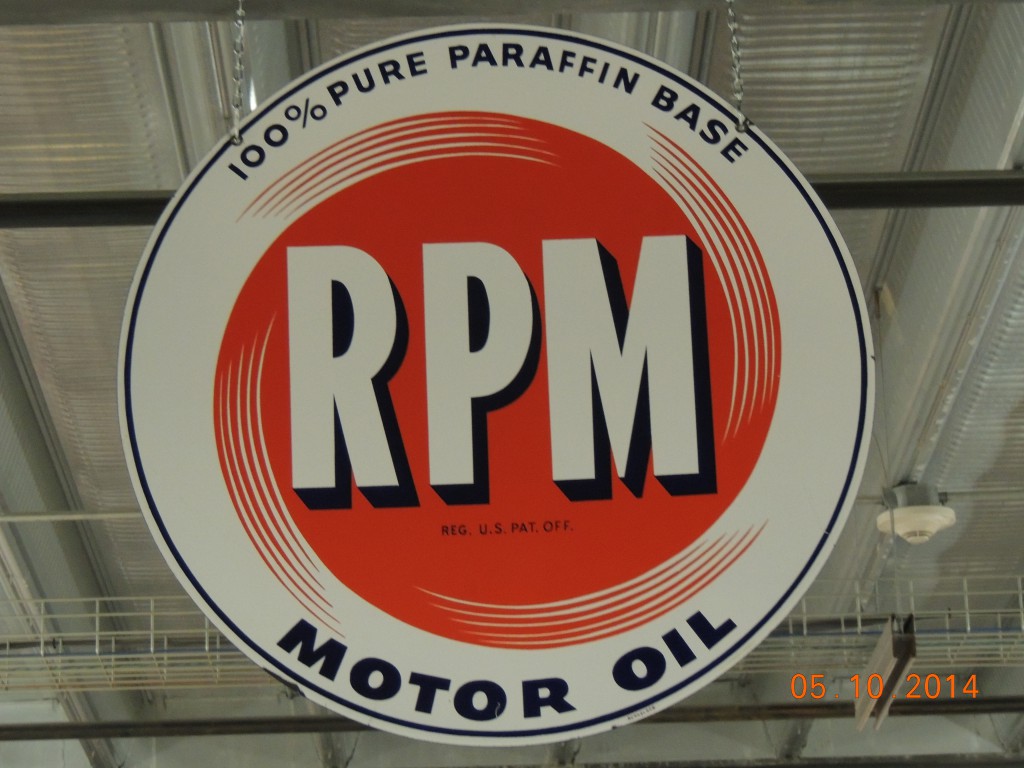 100% PURE PARAFFIN BASE
RPM
REG. U.S. PAT. OFF.
MOTOR OIL
05 10 2014